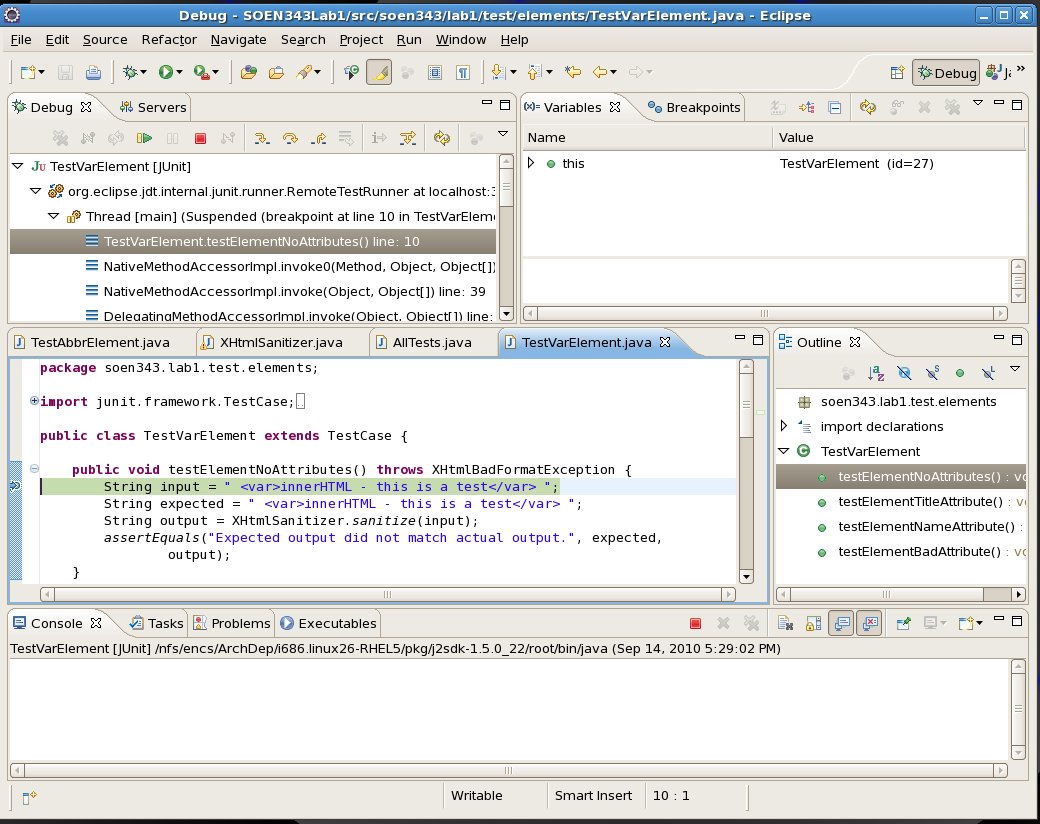 Debug - SOEN343Lab1/src/soen343/lab1/test/elements/TestVarElement.java - Eclipse
File Edit Source Refactor Navigate Search Project Run Window Help
Debug
Debug Servers
TestVarElement [JUnit]
org.eclipse.jdt.internal.junit.runner.RemoteTestRunner at localhost:3
Thread [main] (Suspended (breakpoint at line 10 in TestVarElem
TestVarElement.testElementNoAttributes() line: 10
NativeMethodAccessorImpl.invoke0(Method, Object, Object[])
NativeMethodAccessorImpl.invoke(Object, Object[]) line: 39
DelegatingMethodAccessorImpl.invoke(Object, Object[]) line:
Variables Breakpoints
Name Value
this TestVarElement (id=27)
TestAbbrElement.java XHtmlSanitizer.java AllTests.java TestVarElement.java
package soen343.lab1.test.elements;
import junit.framework.TestCase;
public class TestVarElement extends TestCase {
public void testElementNoAttributes() throws XHtmlBadFormatException {
String input = " <var>innerHTML - this is a test</var> ";
String expected = " <var>innerHTML - this is a test</var> ";
String output = XHtmlSanitizer.sanitize(input);
assertEquals("Expected output did not match actual output.", expected,
output);
}
Outline
soen343.lab1.test.elements
import declarations
TestVarElement
testElementNoAttributes() : vo
testElementTitleAttribute() : v
testElementNameAttribute() :
testElementBadAttribute() : vo
Console Tasks Problems Executables
TestVarElement [JUnit] /nfs/encs/ArchDep/i686.linux26-RHEL5/pkg/j2sdk-1.5.0_22/root/bin/java (Sep 14, 2010 5:29:02 PM)
Writable Smart Insert 10 : 1